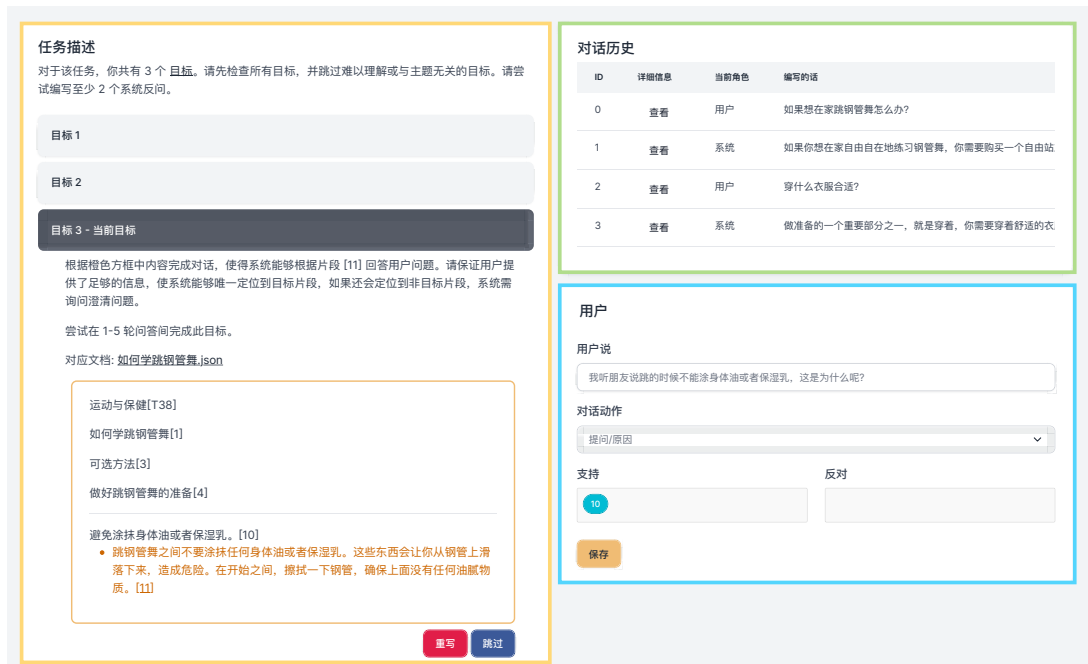 任务描述
对于该任务，你共有 3 个 目标。请先检查所有目标，并跳过难以理解或与主题无关的目标。请尝
试编写至少 2 个系统反问。
目标 1
目标 2
目标 3 - 当前目标
根据橙色方框中内容完成对话，使得系统能够根据片段 [11] 回答用户问题。请保证用户提
供了足够的信息，使系统能够唯一定位到目标片段，如果还会定位到非目标片段，系统需
询问澄清问题。
尝试在 1-5 轮问答间完成此目标。
对应文档: 如何学跳钢管舞.json
运动与保健[T38]
如何学跳钢管舞[1]
可选方法[3]
做好跳钢管舞的准备[4]
避免涂抹身体油或者保湿乳。[10]
• 跳钢管舞之间不要涂抹任何身体油或者保湿乳。这些东西会让你从钢管上滑
落下来，造成危险。在开始之间，擦拭一下钢管，确保上面没有任何油腻物
质。[11]
重写 跳过
对话历史
ID 详细信息 当前角色 编写的话
0 查看 用户 如果想在家跳钢管舞怎么办?
1 查看 系统 如果你想在家自由自在地练习钢管舞，你需要购买一个自由站
2 查看 用户 穿什么衣服合适?
3 查看 系统 做准备的一个重要部分之一，就是穿着，你需要穿着舒适的衣
用户
用户说
我听朋友说跳的时候不能涂身体油或者保湿乳，这是为什么呢?
对话动作
提问/原因
支持 反对
10
保存